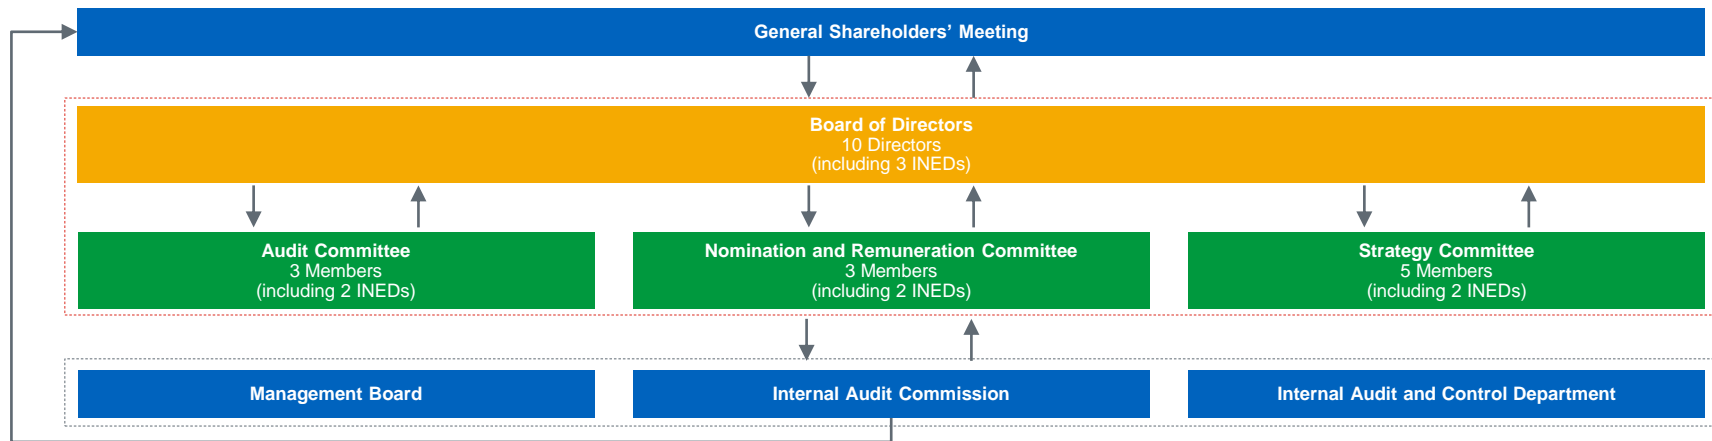 General Shareholders’ Meeting
Board of Directors
10 Directors
(including 3 INEDs)
Audit Committee
3 Members
(including 2 INEDs)
Nomination and Remuneration Committee
3 Members
(including 2 INEDs)
Strategy Committee
5 Members
(including 2 INEDs)
Management Board
Internal Audit Commission
Internal Audit and Control Department